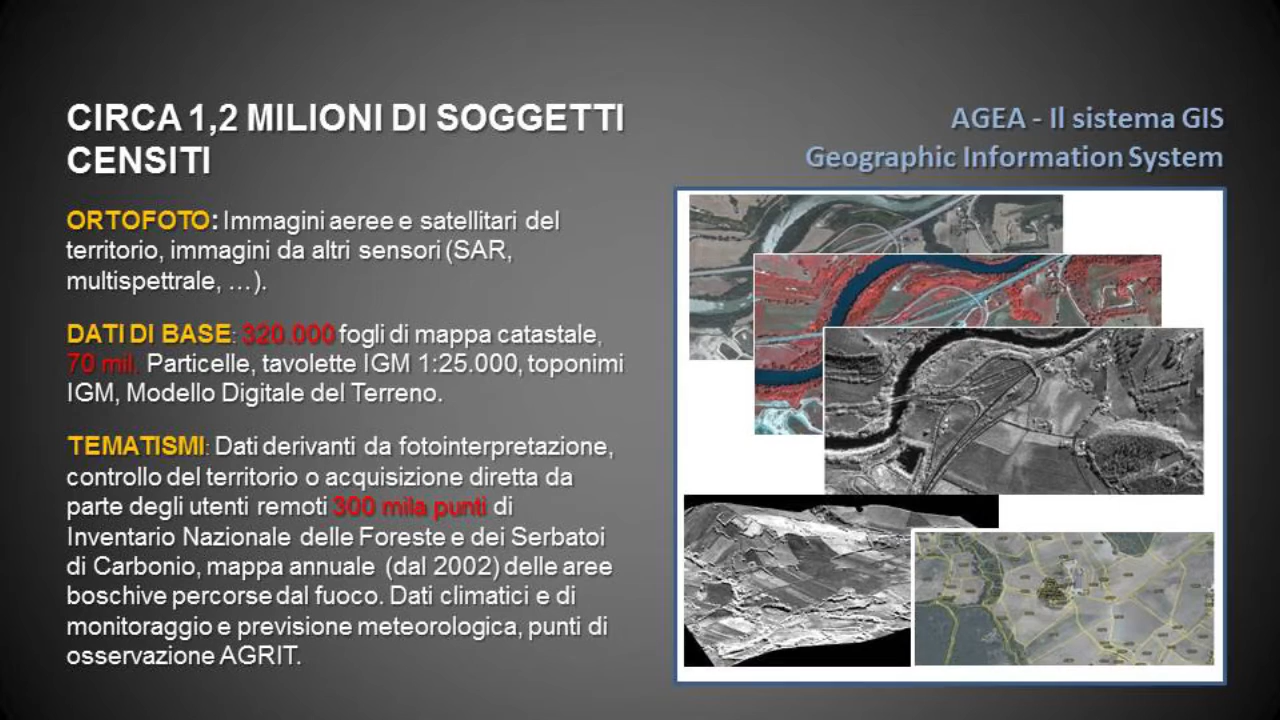 CIRCA 1,2 MILIONI DI SOGGETTI
CENSITI
AGEA - Il sistema GIS
Geographic Information System
ORTOFOTO: Immagini aeree e satellitari del
territorio, immagini da altri sensori (SAR,
multispettrale, …).
DATI DI BASE: 320.000 fogli di mappa catastale,
70 mil. Particelle, tavolette IGM 1:25.000, toponimi
IGM, Modello Digitale del Terreno.
TEMATISMI: Dati derivanti da fotointerpretazione,
controllo del territorio o acquisizione diretta da
parte degli utenti remoti 300 mila punti di
Inventario Nazionale delle Foreste e dei Serbatoi
di Carbonio, mappa annuale (dal 2002) delle aree
boschive percorse dal fuoco. Dati climatici e di
monitoraggio e previsione meteorologica, punti di
osservazione AGRIT.